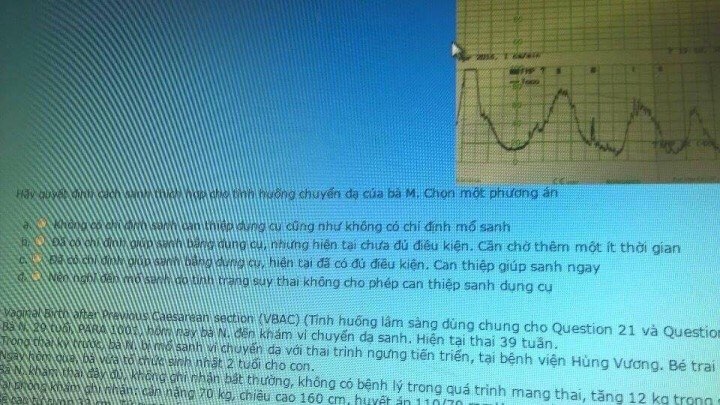 Hãy quyết định cách sanh thích hợp cho tình huống chuyển dạ của bà M. Chọn một phương án
a. Không có chỉ định sanh can thiệp dụng cụ cũng như không có chỉ định mổ sanh
b. Đã có chỉ định giúp sanh bằng dụng cụ, nhưng hiện tại chưa đủ điều kiện. Cần chờ thêm một ít thời gian
c. Đã có chỉ định giúp sanh bằng dụng cụ, hiện tại đã có đủ điều kiện. Can thiệp giúp sanh ngay
d. Nên nghĩ đến mổ sanh do tình trạng suy thai không cho phép can thiệp sanh dụng cụ
Vaginal Birth after Previous Caesarean section (VBAC) (Tình huống lâm sàng dùng chung cho Question 21 và Question
Bà N. 29 tuổi, PARA 1001, hôm nay bà N. đến khám vì chuyển dạ sanh. Hiện tại thai 39 tuần.
Trong thai kỳ trước, bà N. bị mổ sanh vì chuyển dạ với thai trình ngưng tiến triển, tại bệnh viện Hùng Vương. Bé trai
Ngày hôm qua, bà vừa tổ chức sinh nhật 2 tuổi cho con.
Bà N. khám thai đầy đủ, không ghi nhận bất thường, không có bệnh lý trong quá trình mang thai, tăng 12 kg trong
Tại phòng khám ghi nhận: cân nặng 70 kg, chiều cao 160 cm, huyết áp 110/70